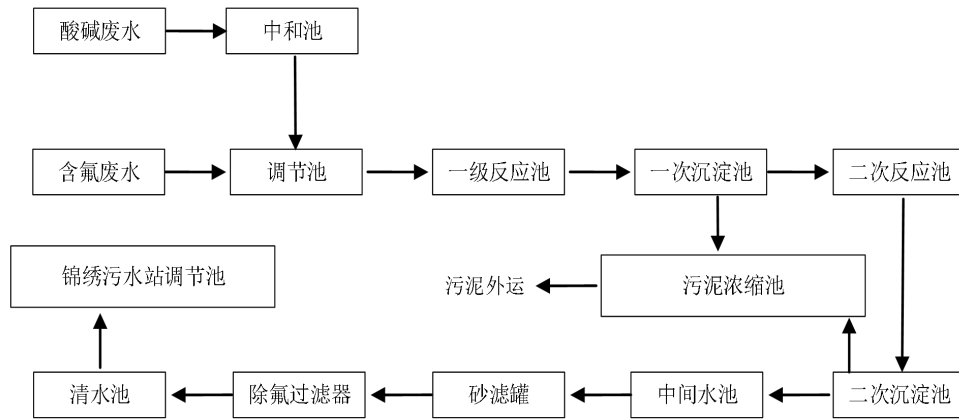 酸碱废水
中和池
含氟废水
调节池
一级反应池
一次沉淀池
二次反应池
锦绣污水站调节池
污泥外运
污泥浓缩池
清水池
除氟过滤器
砂滤罐
中间水池
二次沉淀池